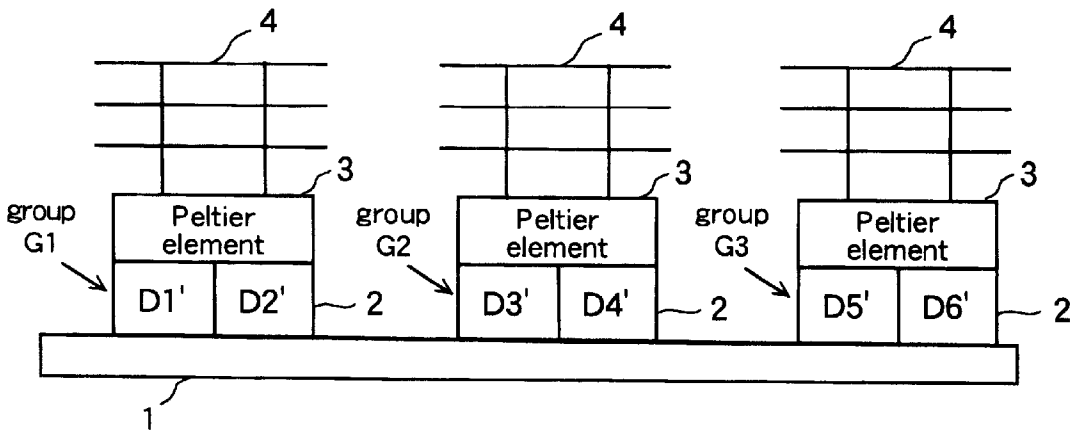 4 4 4
3 3 3
group G1 Peltier element
group G2 Peltier element
group G3 Peltier element
D1' D2' 2 D3' D4' 2 D5' D6' 2
1